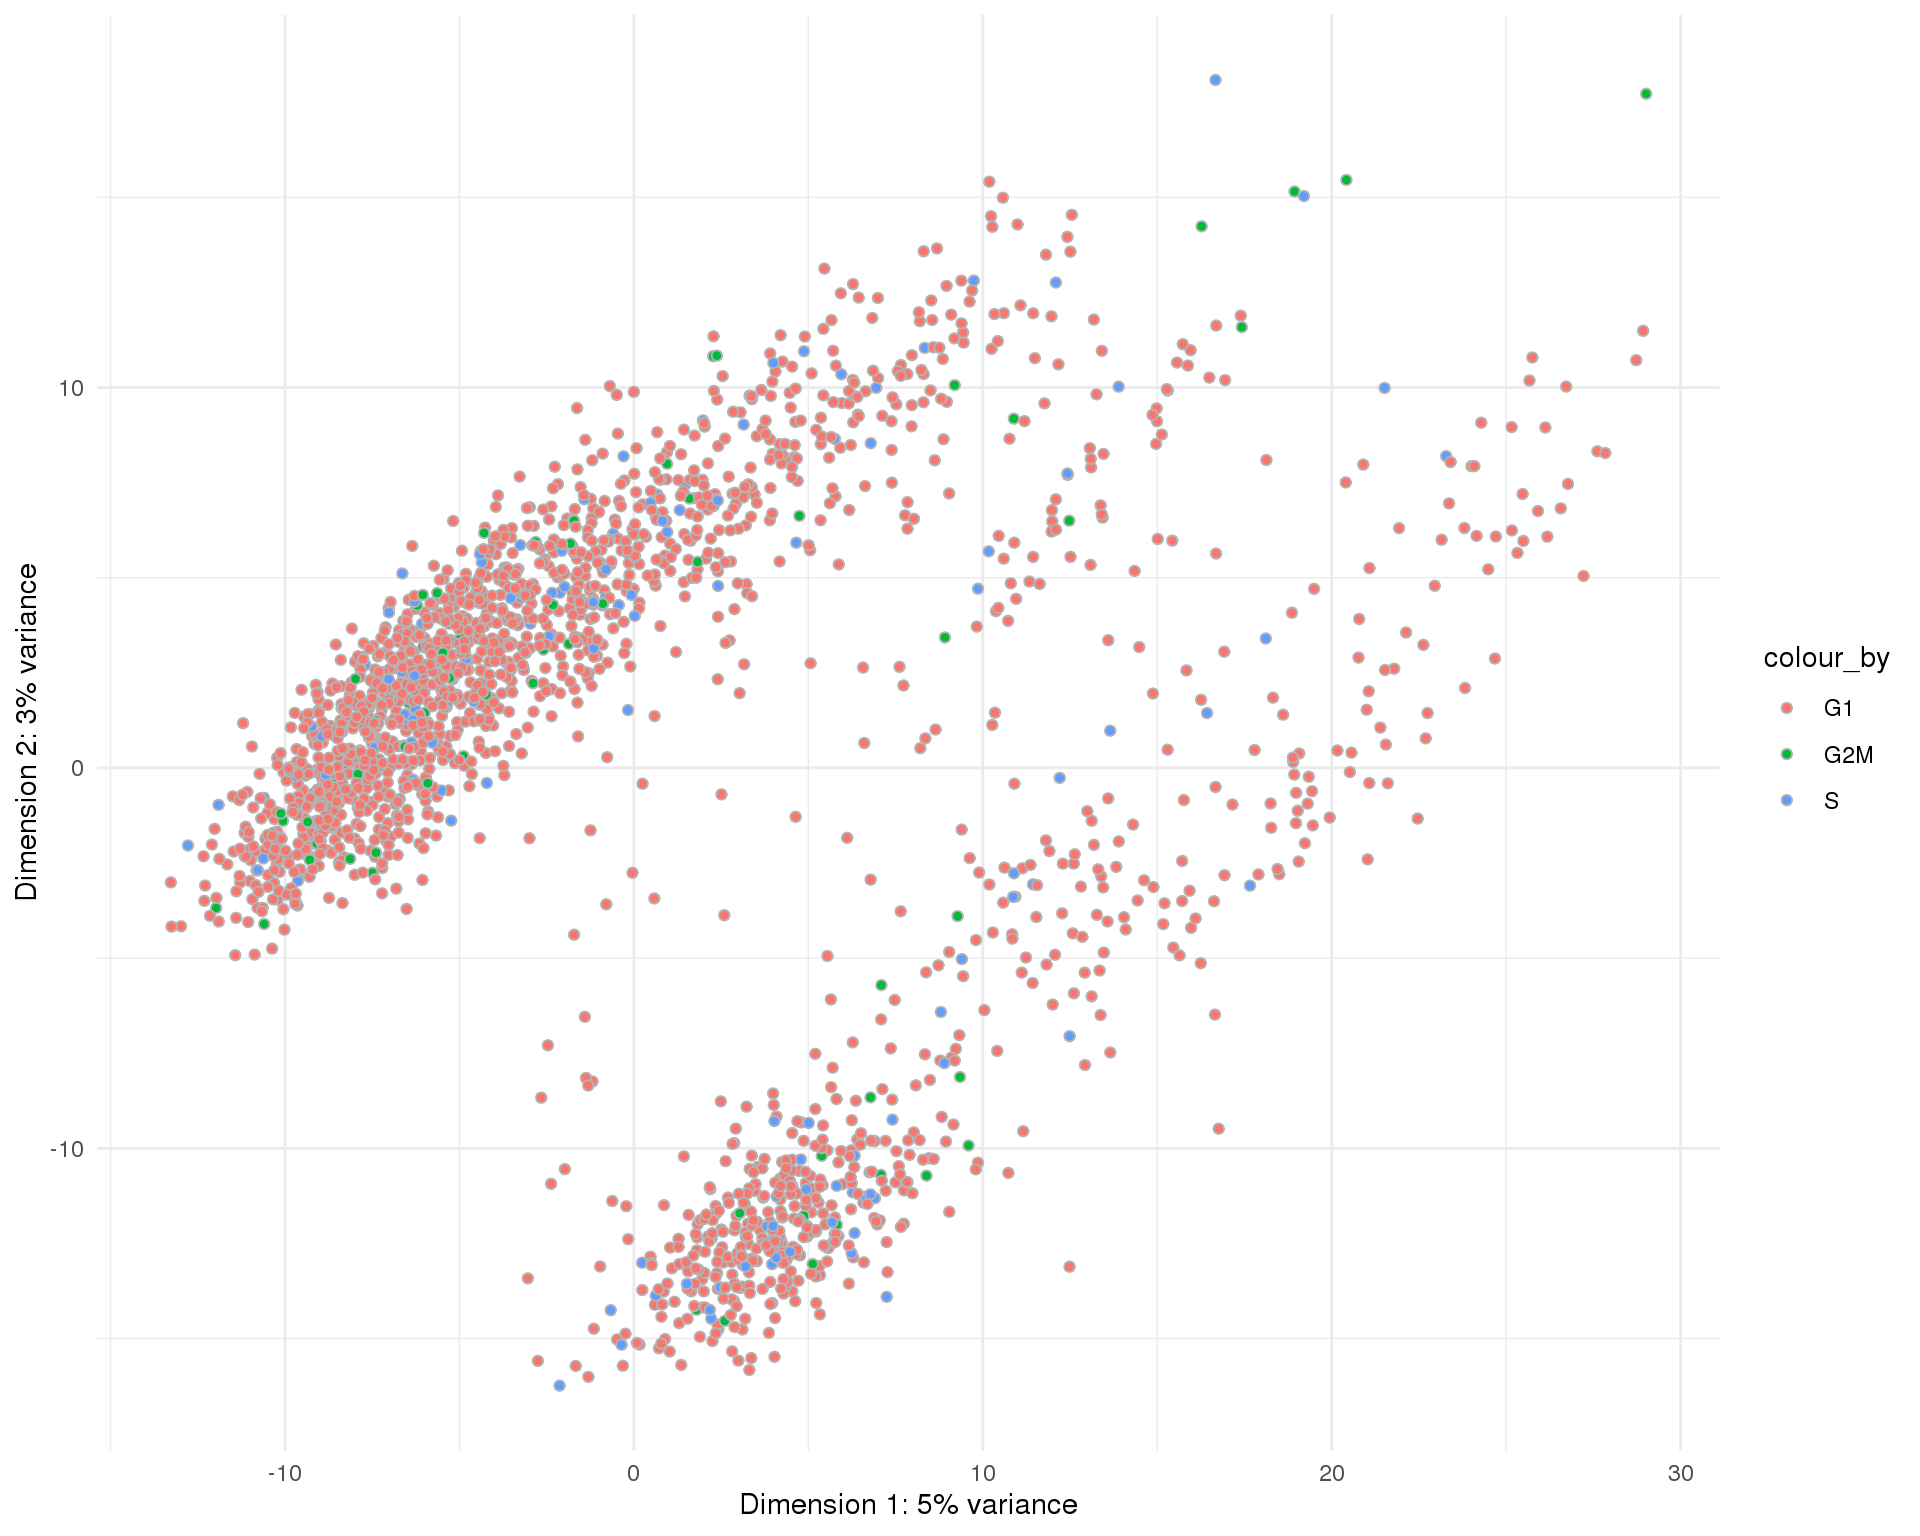 10
0
-10
Dimension 2: 3% variance
-10
0
10
20
30
Dimension 1: 5% variance
colour_by
G1
G2M
S